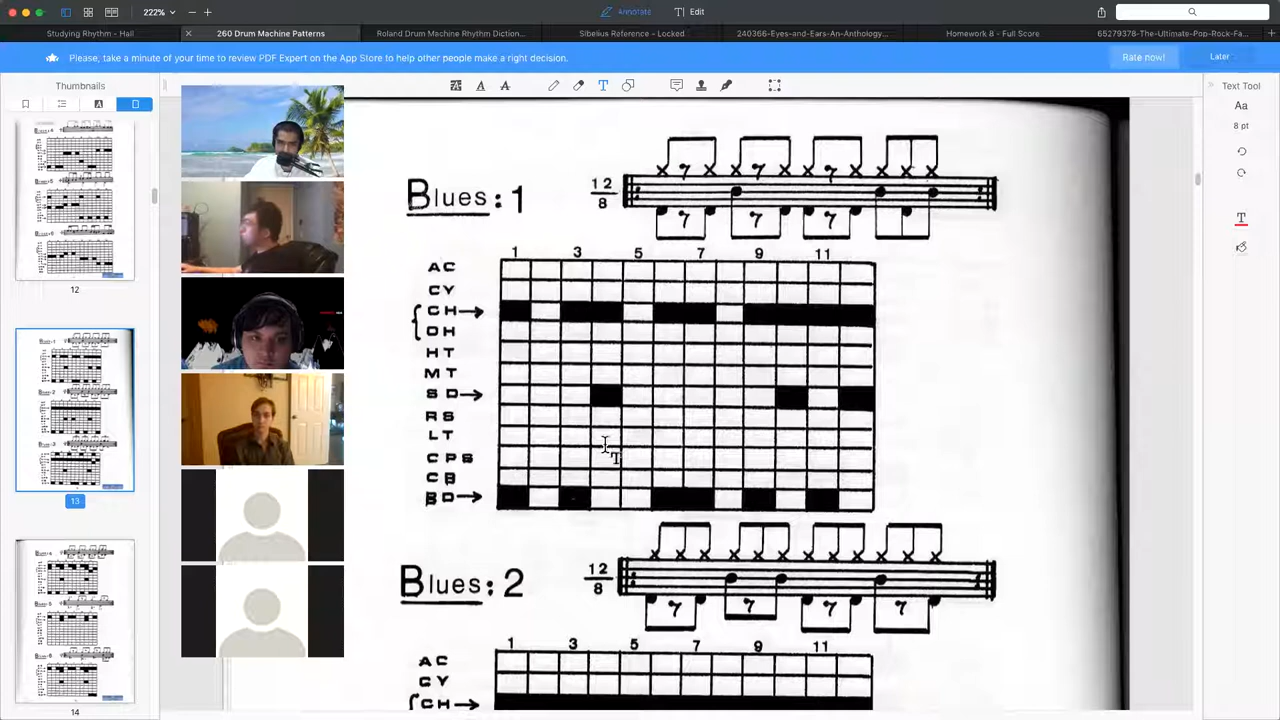 222%
Annotate
Edit
Studying Rhythm - Hall
260 Drum Machine Patterns
Roland Drum Machine Rhythm Diction...
Sibelius Reference - Locked
240366-Eyes-and-Ears-An-Anthology...
Homework 8 - Full Score
65279378-The-Ultimate-Pop-Rock-Fa...
Please, take a minute of your time to review PDF Expert on the App Store to help other people make a right decision.
Rate now!
Later
Thumbnails
Text Tool
Aa
8 pt
12
13
14
Blues: 1
12
8
1 3 5 7 9 11
AC
CY
CH
OH
HT
MT
SD
RS
LT
CPS
CB
BD
Blues: 2
12
8
1 3 5 7 9 11
AC
CY
CH